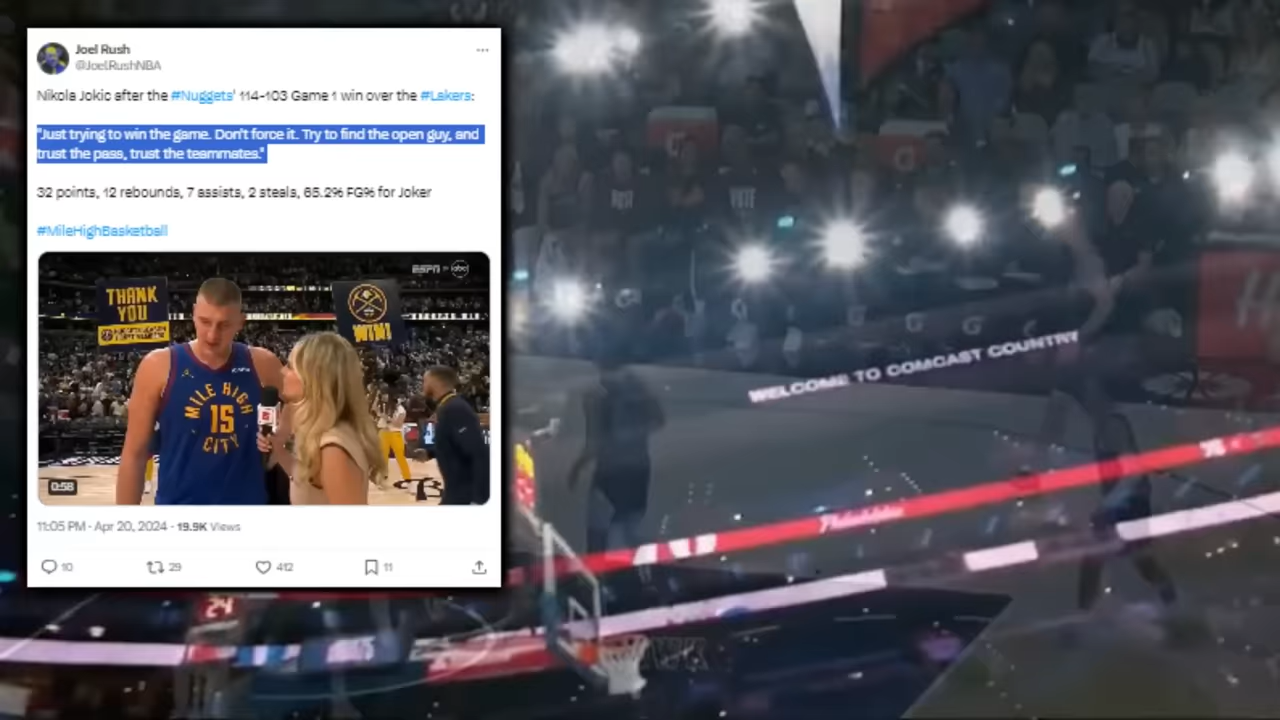 Joel Rush
@JoelRushNBA
Nikola Jokic after the #Nuggets' 114-103 Game 1 win over the #Lakers:
"Just trying to win the game. Don't force it. Try to find the open guy, and
trust the pass, trust the teammates."
32 points, 12 rebounds, 7 assists, 2 steals, 65.2% FG% for Joker
#MileHighBasketball
ESPN abc
THANK
YOU
WIN!
MILE HIGH
15
CITY
0:58
11:05 PM · Apr 20, 2024 · 19.9K Views
10
29
412
11
WELCOME TO COMCAST COUNTRY
Philadelphia
VOTE
24